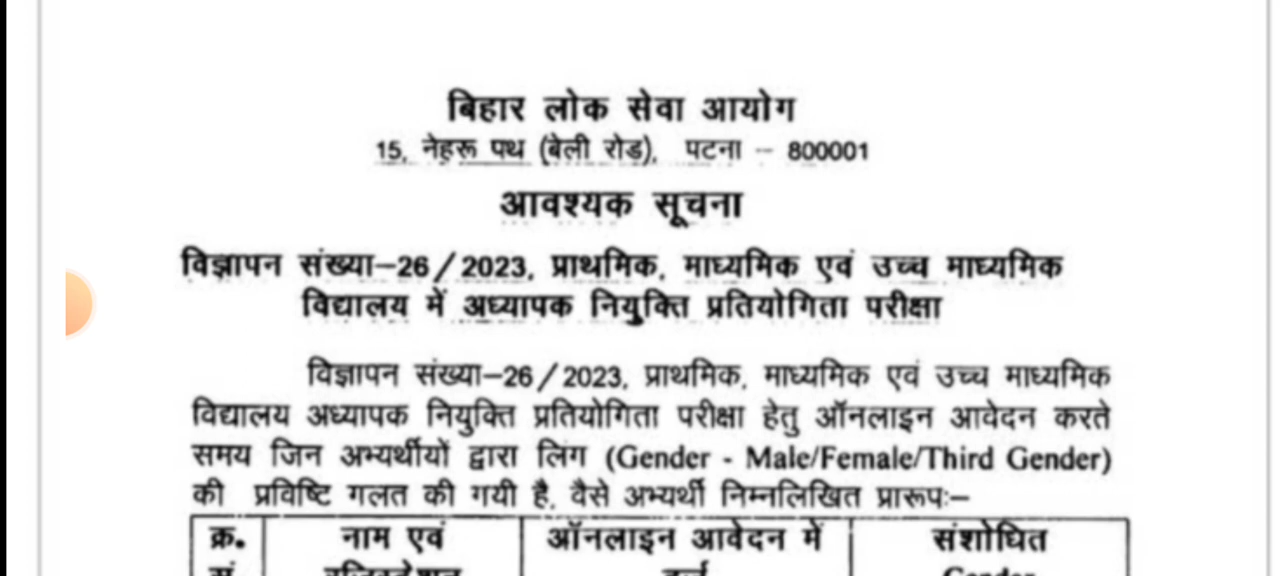 बिहार लोक सेवा आयोग
15, नेहरू पथ (बेली रोड), पटना – 800001
आवश्यक सूचना
विज्ञापन संख्या–26/2023, प्राथमिक, माध्यमिक एवं उच्च माध्यमिक
विद्यालय में अध्यापक नियुक्ति प्रतियोगिता परीक्षा
विज्ञापन संख्या–26/2023, प्राथमिक, माध्यमिक एवं उच्च माध्यमिक
विद्यालय अध्यापक नियुक्ति प्रतियोगिता परीक्षा हेतु ऑनलाइन आवेदन करते
समय जिन अभ्यर्थीयों द्वारा लिंग (Gender - Male/Female/Third Gender)
की प्रविष्टि गलत की गयी है, वैसे अभ्यर्थी निम्नलिखित प्रारूपः–
क्र. नाम एवं ऑनलाइन आवेदन में संशोधित